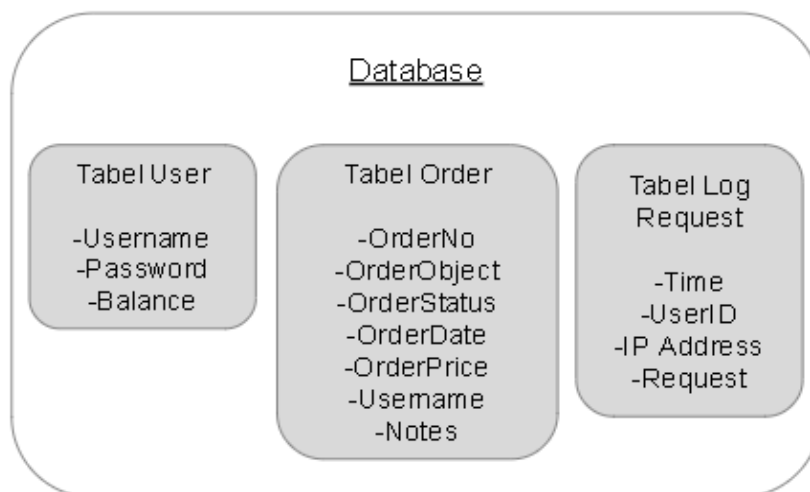 Database
Tabel User
-Username
-Password
-Balance
Tabel Order
-OrderNo
-OrderObject
-OrderStatus
-OrderDate
-OrderPrice
-Username
-Notes
Tabel Log
Request
-Time
-UserID
-IP Address
-Request